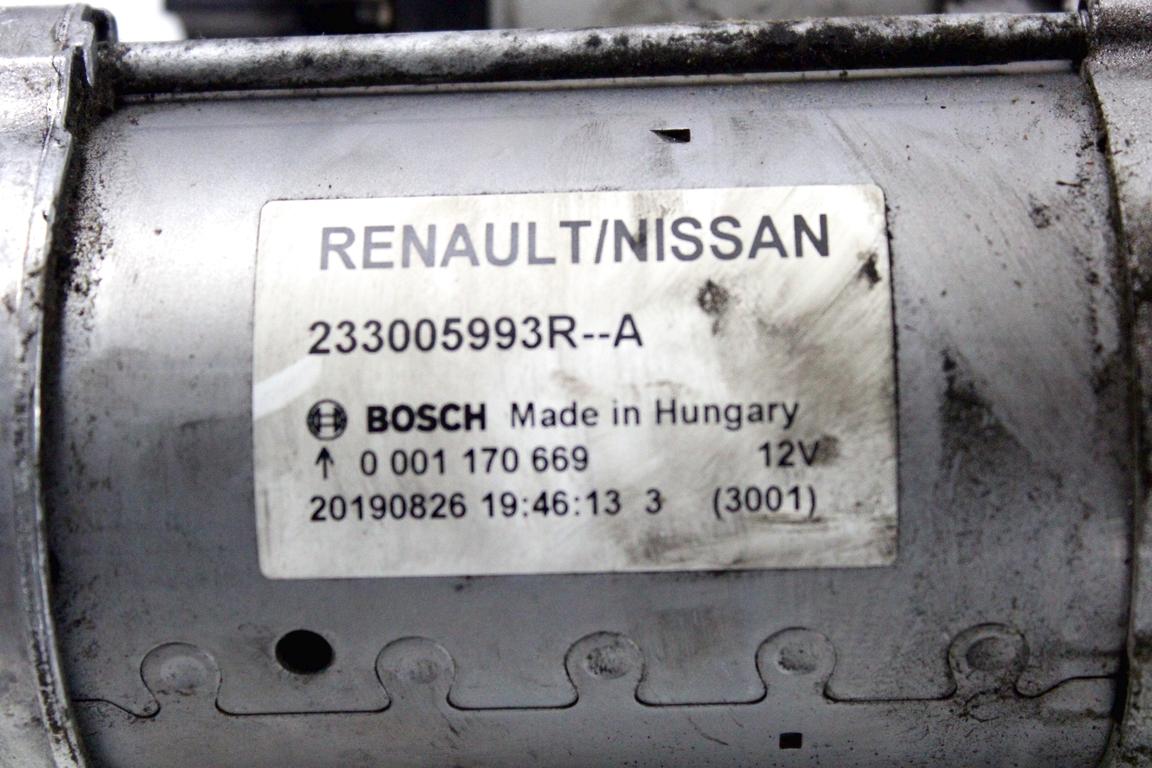 RENAULT/NISSAN
233005993R--A
BOSCH Made in Hungary
↑ 0 001 170 669 12V
20190826 19:46:13 3 (3001)